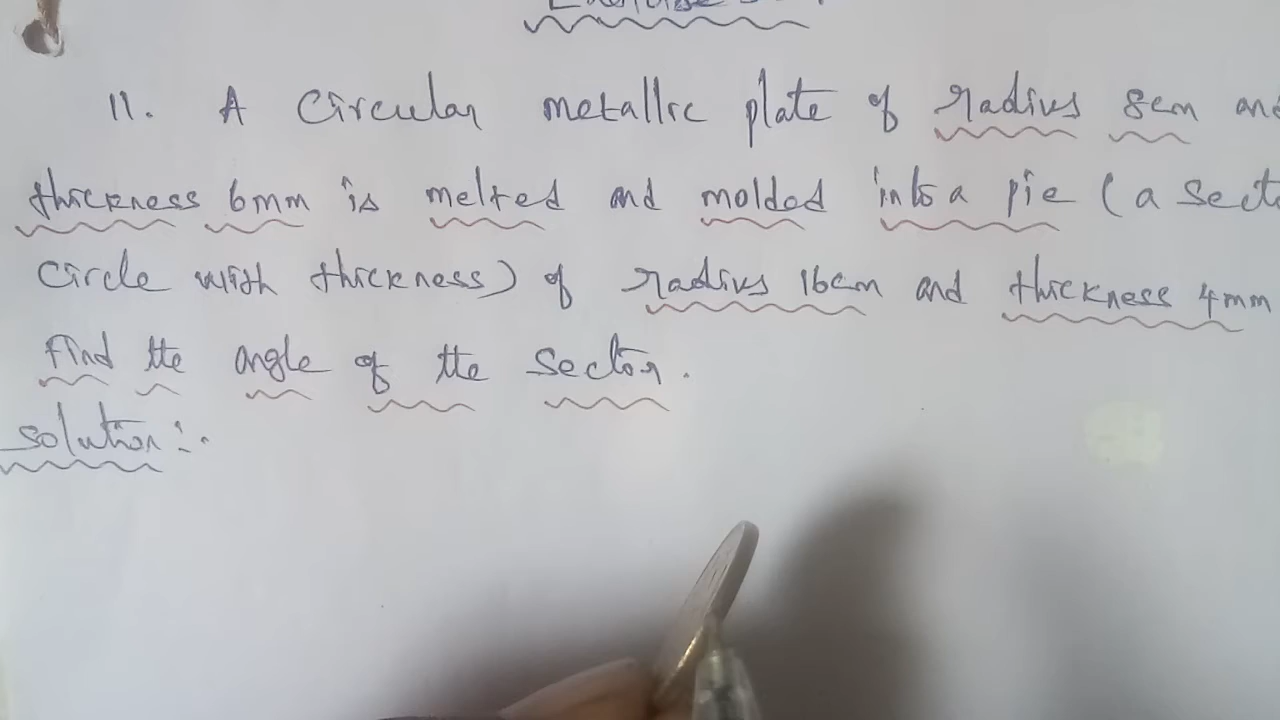 11. A Circular metallic plate of radius 8cm and
thickness 6mm is melted and molded into a pie (a
Circle with thickness) of radius 16cm and thickness 4mm
Find the angle of the sector.
solution:-